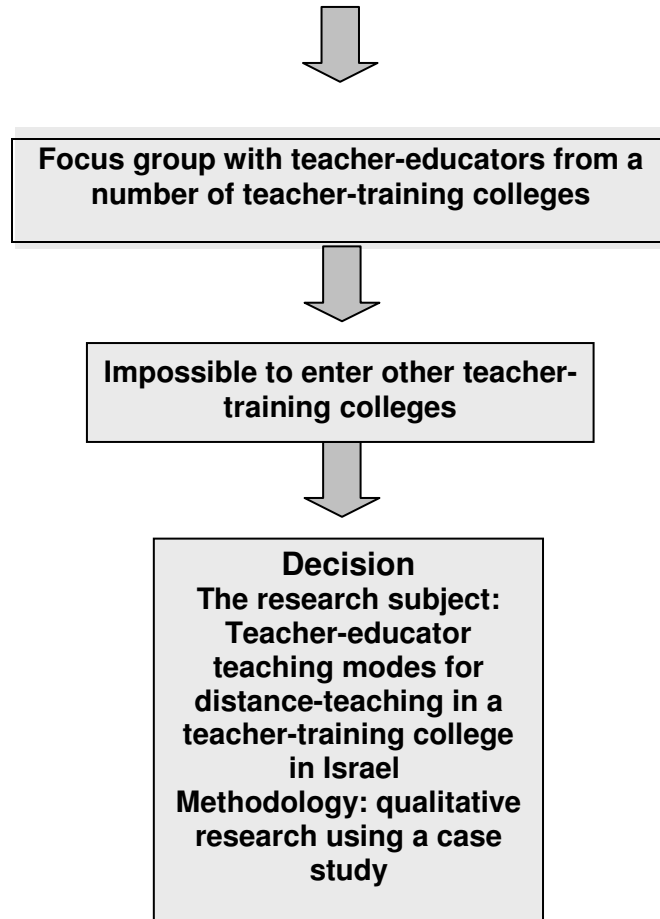 Focus group with teacher-educators from a
number of teacher-training colleges
Impossible to enter other teacher-
training colleges
Decision
The research subject:
Teacher-educator
teaching modes for
distance-teaching in a
teacher-training college
in Israel
Methodology: qualitative
research using a case
study